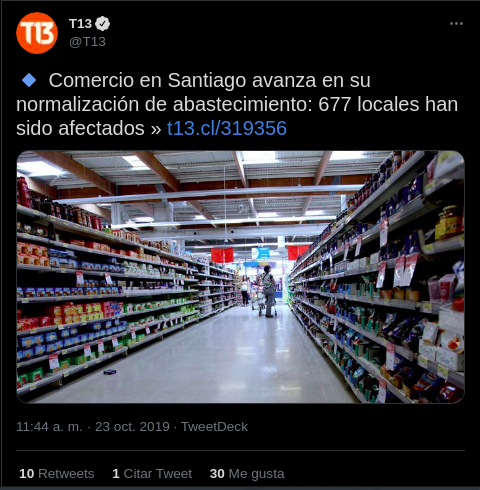 T13
T13
@T13
Comercio en Santiago avanza en su
normalización de abastecimiento: 677 locales han
sido afectados » t13.cl/319356
11:44 a. m. · 23 oct. 2019 · TweetDeck
10 Retweets 1 Citar Tweet 30 Me gusta